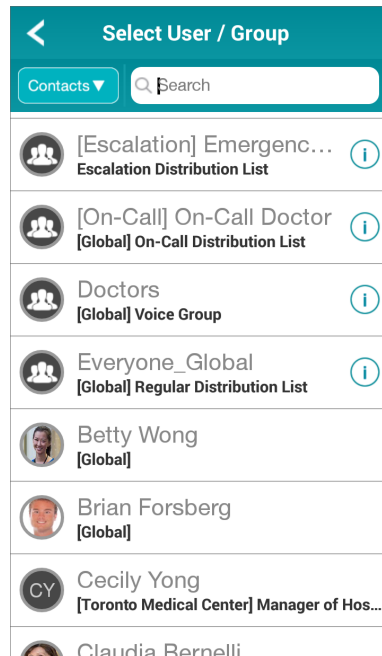 Select User / Group
Contacts▼
Search
[Escalation] Emergenc...
Escalation Distribution List
i
[On-Call] On-Call Doctor
[Global] On-Call Distribution List
i
Doctors
[Global] Voice Group
i
Everyone_Global
[Global] Regular Distribution List
i
Betty Wong
[Global]
Brian Forsberg
[Global]
CY
Cecily Yong
[Toronto Medical Center] Manager of Hos...
Claudia Bernelli